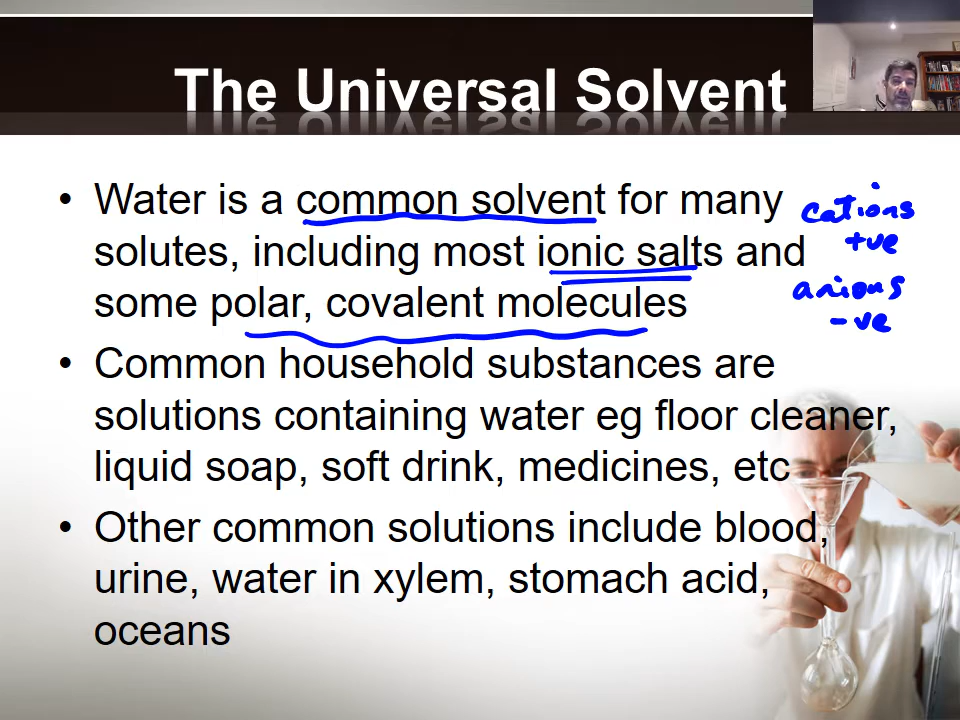 The Universal Solvent
• Water is a common solvent for many
solutes, including most ionic salts and
some polar, covalent molecules
cations
+ve
anions
-ve
• Common household substances are
solutions containing water eg floor cleaner,
liquid soap, soft drink, medicines, etc
• Other common solutions include blood,
urine, water in xylem, stomach acid,
oceans